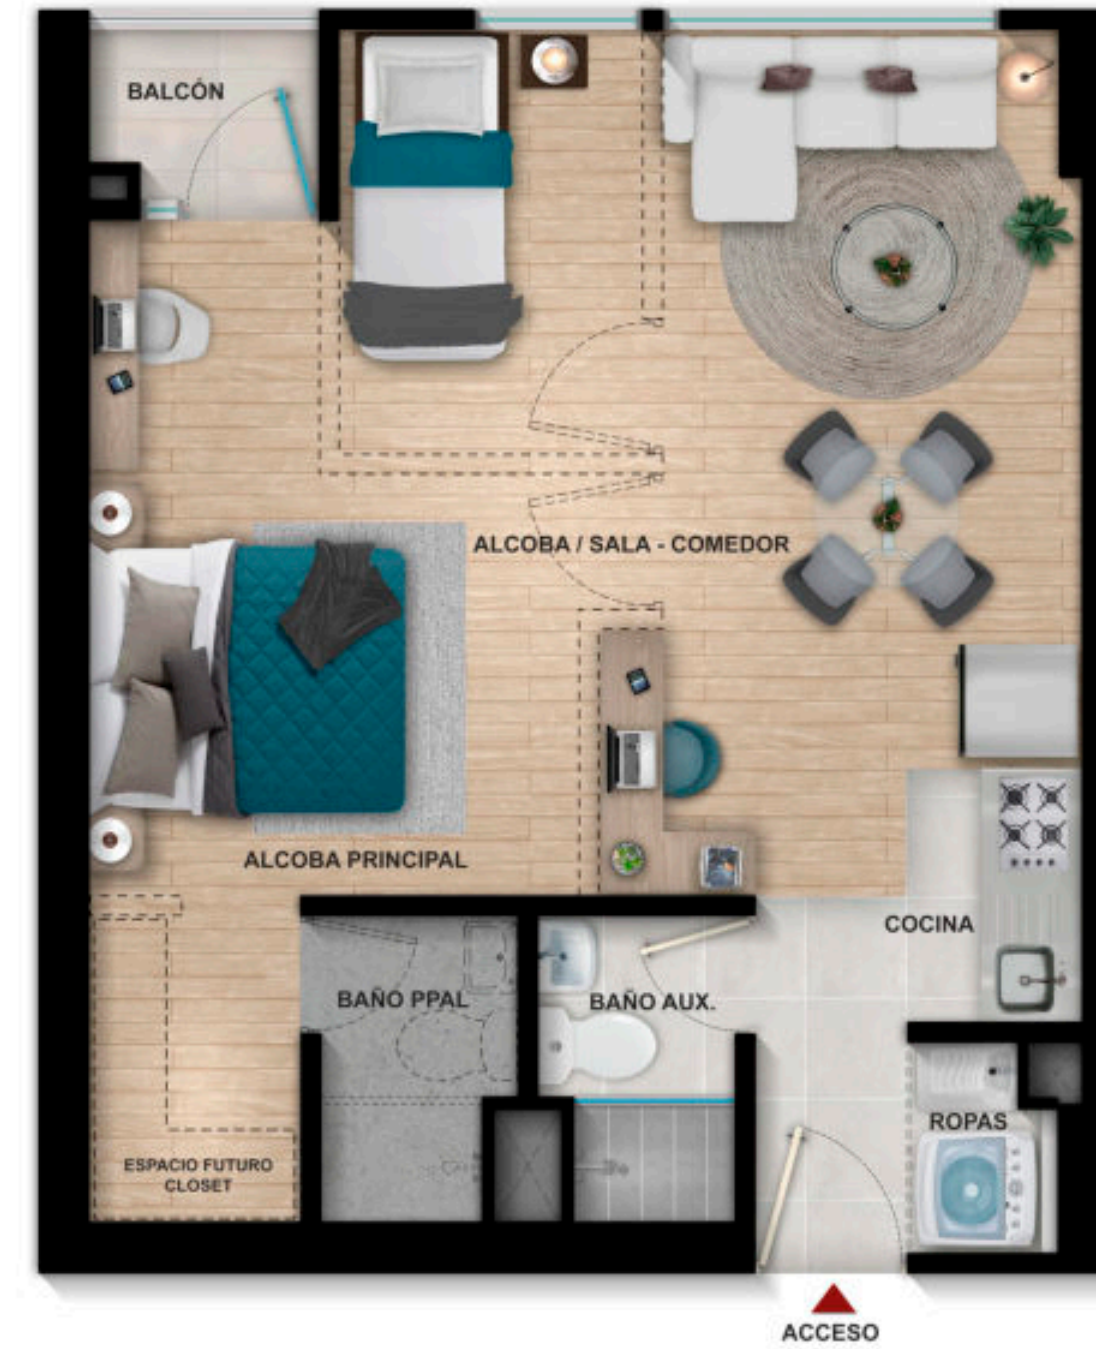 BALCÓN
ALCOBA / SALA - COMEDOR
ALCOBA PRINCIPAL
COCINA
BAÑO PPAL
BAÑO AUX.
ROPAS
ESPACIO FUTURO
CLOSET
ACCESO